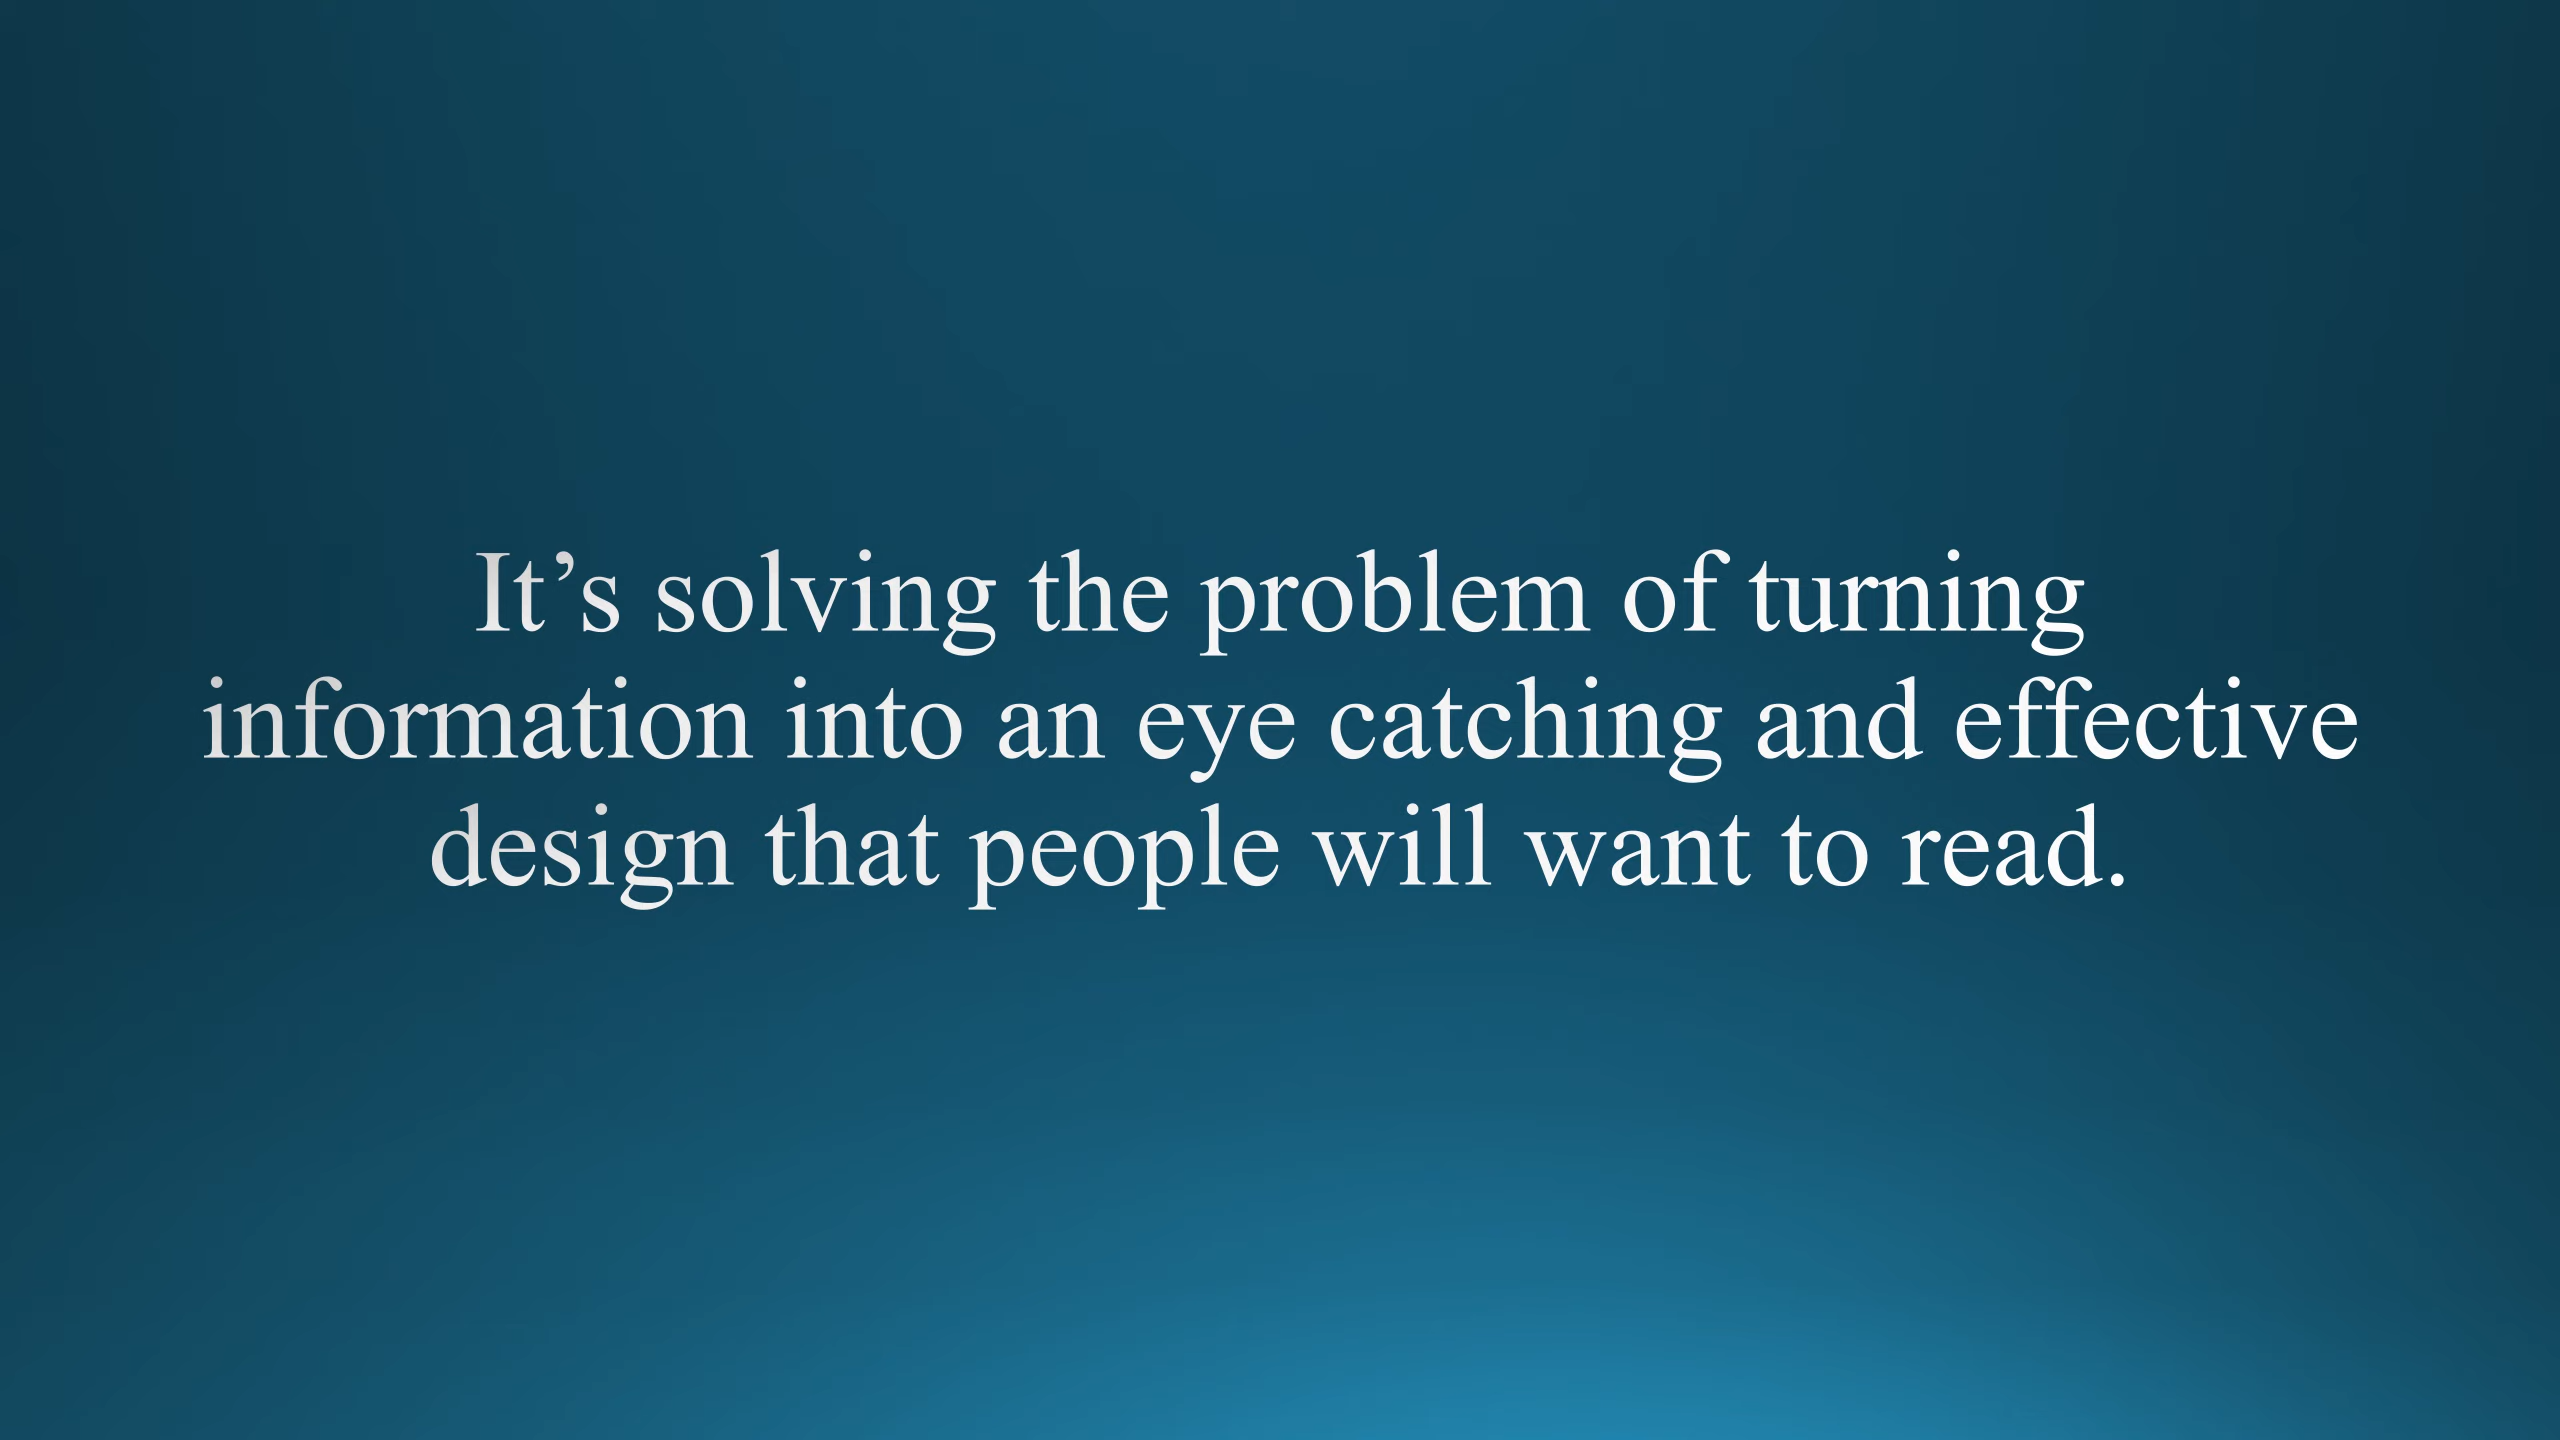 It’s solving the problem of turning
information into an eye catching and effective
design that people will want to read.